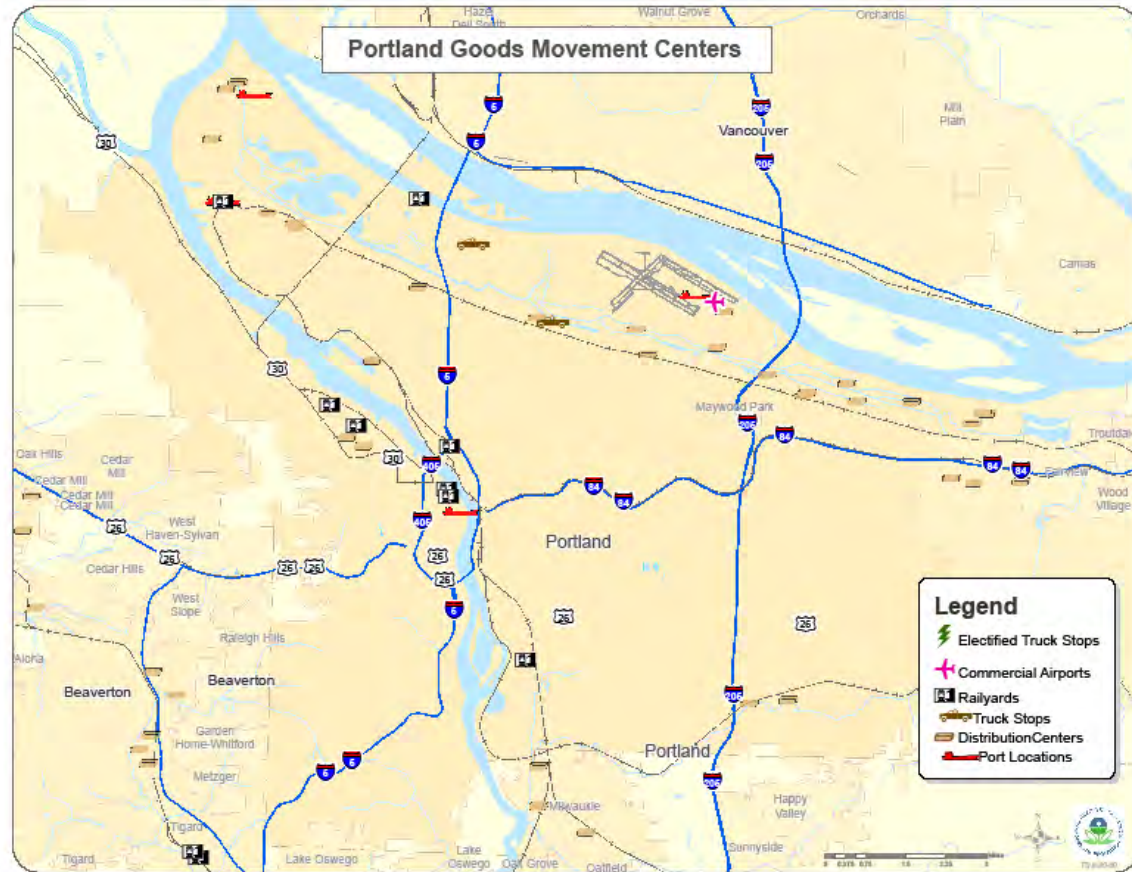 Hazel
Dell South
Walnut Grove
Orchards
Portland Goods Movement Centers
5
205
Mill
Plain
Vancouver
5
205
30
Camas
30
5
Maywood Park
205
84
Troutdale
Oak Hills
Cedar
Mill
30
405
84
84
Fairview
Cedar Mill
Cedar Mill
Cedar Mill
84
84
Wood
Village
West
Haven-Sylvan
26
405
26
Portland
26
Cedar Hills
26
26
26
West
Slope
5
26
26
Raleigh Hills
Aloha
Beaverton
Beaverton
205
Garden
Home-Whitford
Portland
Metzger
5
5
205
Tigard
Milwaukie
Happy
Valley
Tigard
Lake Oswego
Lake
Oswego
Oak Grove
Oatfield
Sunnyside
Legend
Electified Truck Stops
Commercial Airports
Railyards
Truck Stops
DistributionCenters
Port Locations